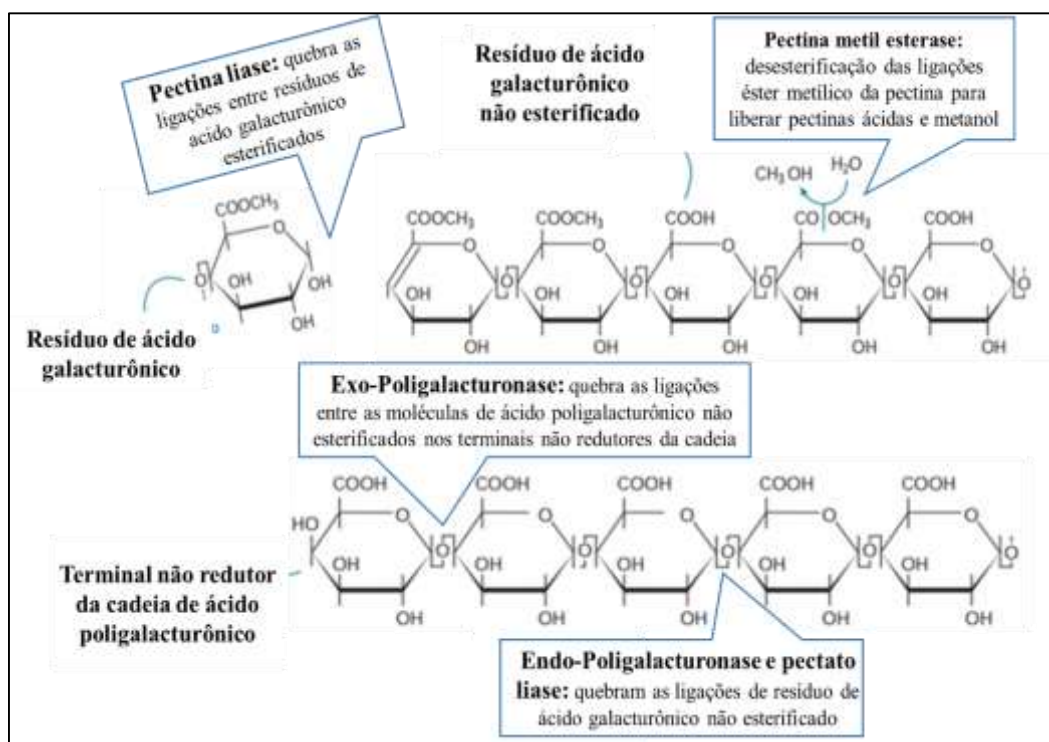 Pectina liase: quebra as
ligações entre resíduos de
ácido galacturônico
esterificados
Resíduo de ácido
galacturônico
não esterificado
Pectina metil esterase:
desesterificação das ligações
éster metílico da pectina para
liberar pectinas ácidas e metanol
CH3 OH
H2O
COOCH3
O
O
OH
OH
OH
COOCH3
COOCH3
COOH
CO
OCH3
COOH
O
O
O
O
O
O
O
O
O
O
OH
OH
OH
OH
OH
OH
OH
OH
OH
OH
Resíduo de ácido
galacturônico
Exo-Poligalacturonase: quebra as ligações
entre as moléculas de ácido poligalacturônico não
esterificados nos terminais não redutores da cadeia
COOH
COOH
COOH
COOH
COOH
HO
O
O
O
O
O
O
O
O
O
O
OH
OH
OH
OH
OH
OH
OH
OH
OH
OH
Terminal não redutor
da cadeia de ácido
poligalacturônico
Endo-Poligalacturonase e pectato
liase: quebram as ligações de resíduo de
ácido galacturônico não esterificado